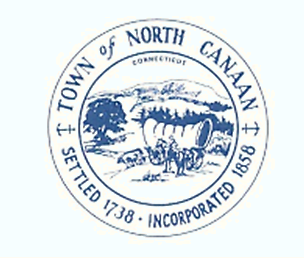 TOWN of NORTH CANAAN
CONNECTICUT
SETTLED 1738 · INCORPORATED 1858